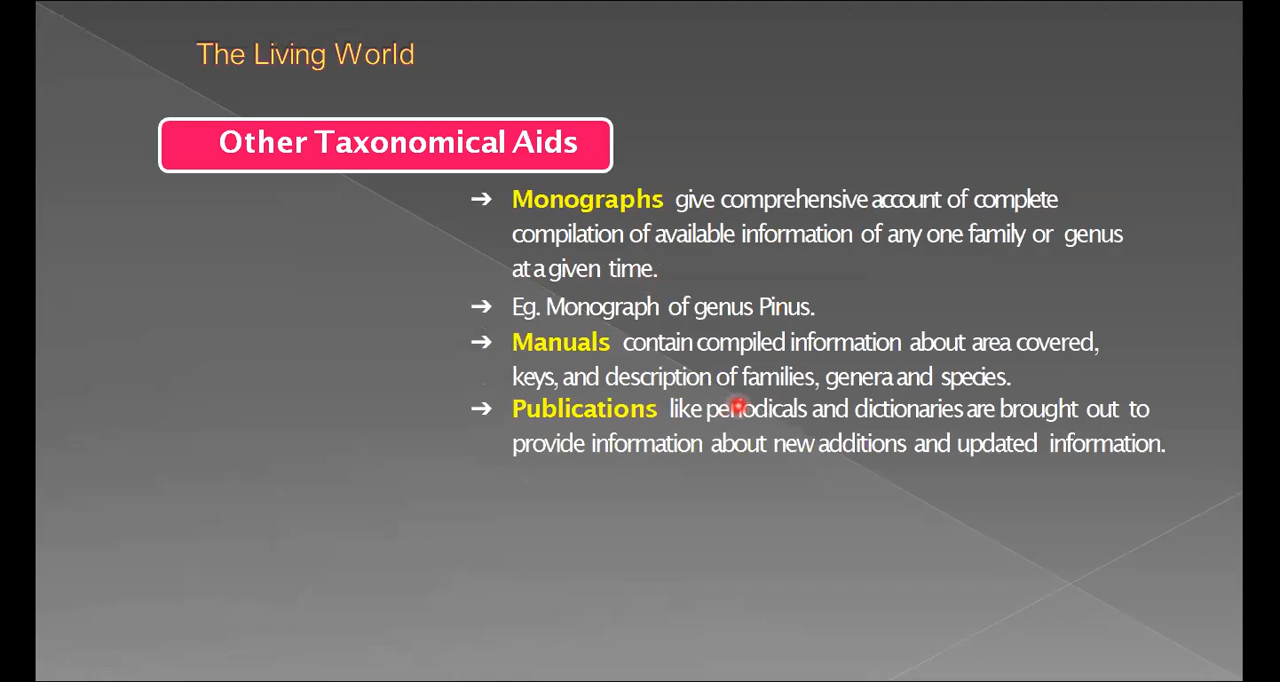 The Living World
Other Taxonomical Aids
➔ Monographs give comprehensive account of complete
compilation of available information of any one family or genus
at a given time.
➔ Eg. Monograph of genus Pinus.
➔ Manuals contain compiled information about area covered,
keys, and description of families, genera and species.
➔ Publications like periodicals and dictionaries are brought out to
provide information about new additions and updated information.